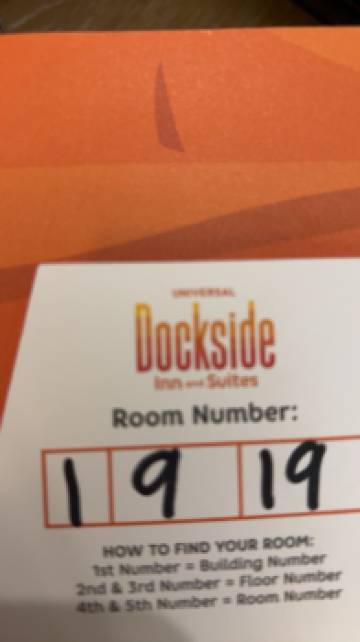 UNIVERSAL
Dockside
Inn and Suites
Room Number:
1 9 19
HOW TO FIND YOUR ROOM:
1st Number = Building Number
2nd & 3rd Number = Floor Number
4th & 5th Number = Room Number